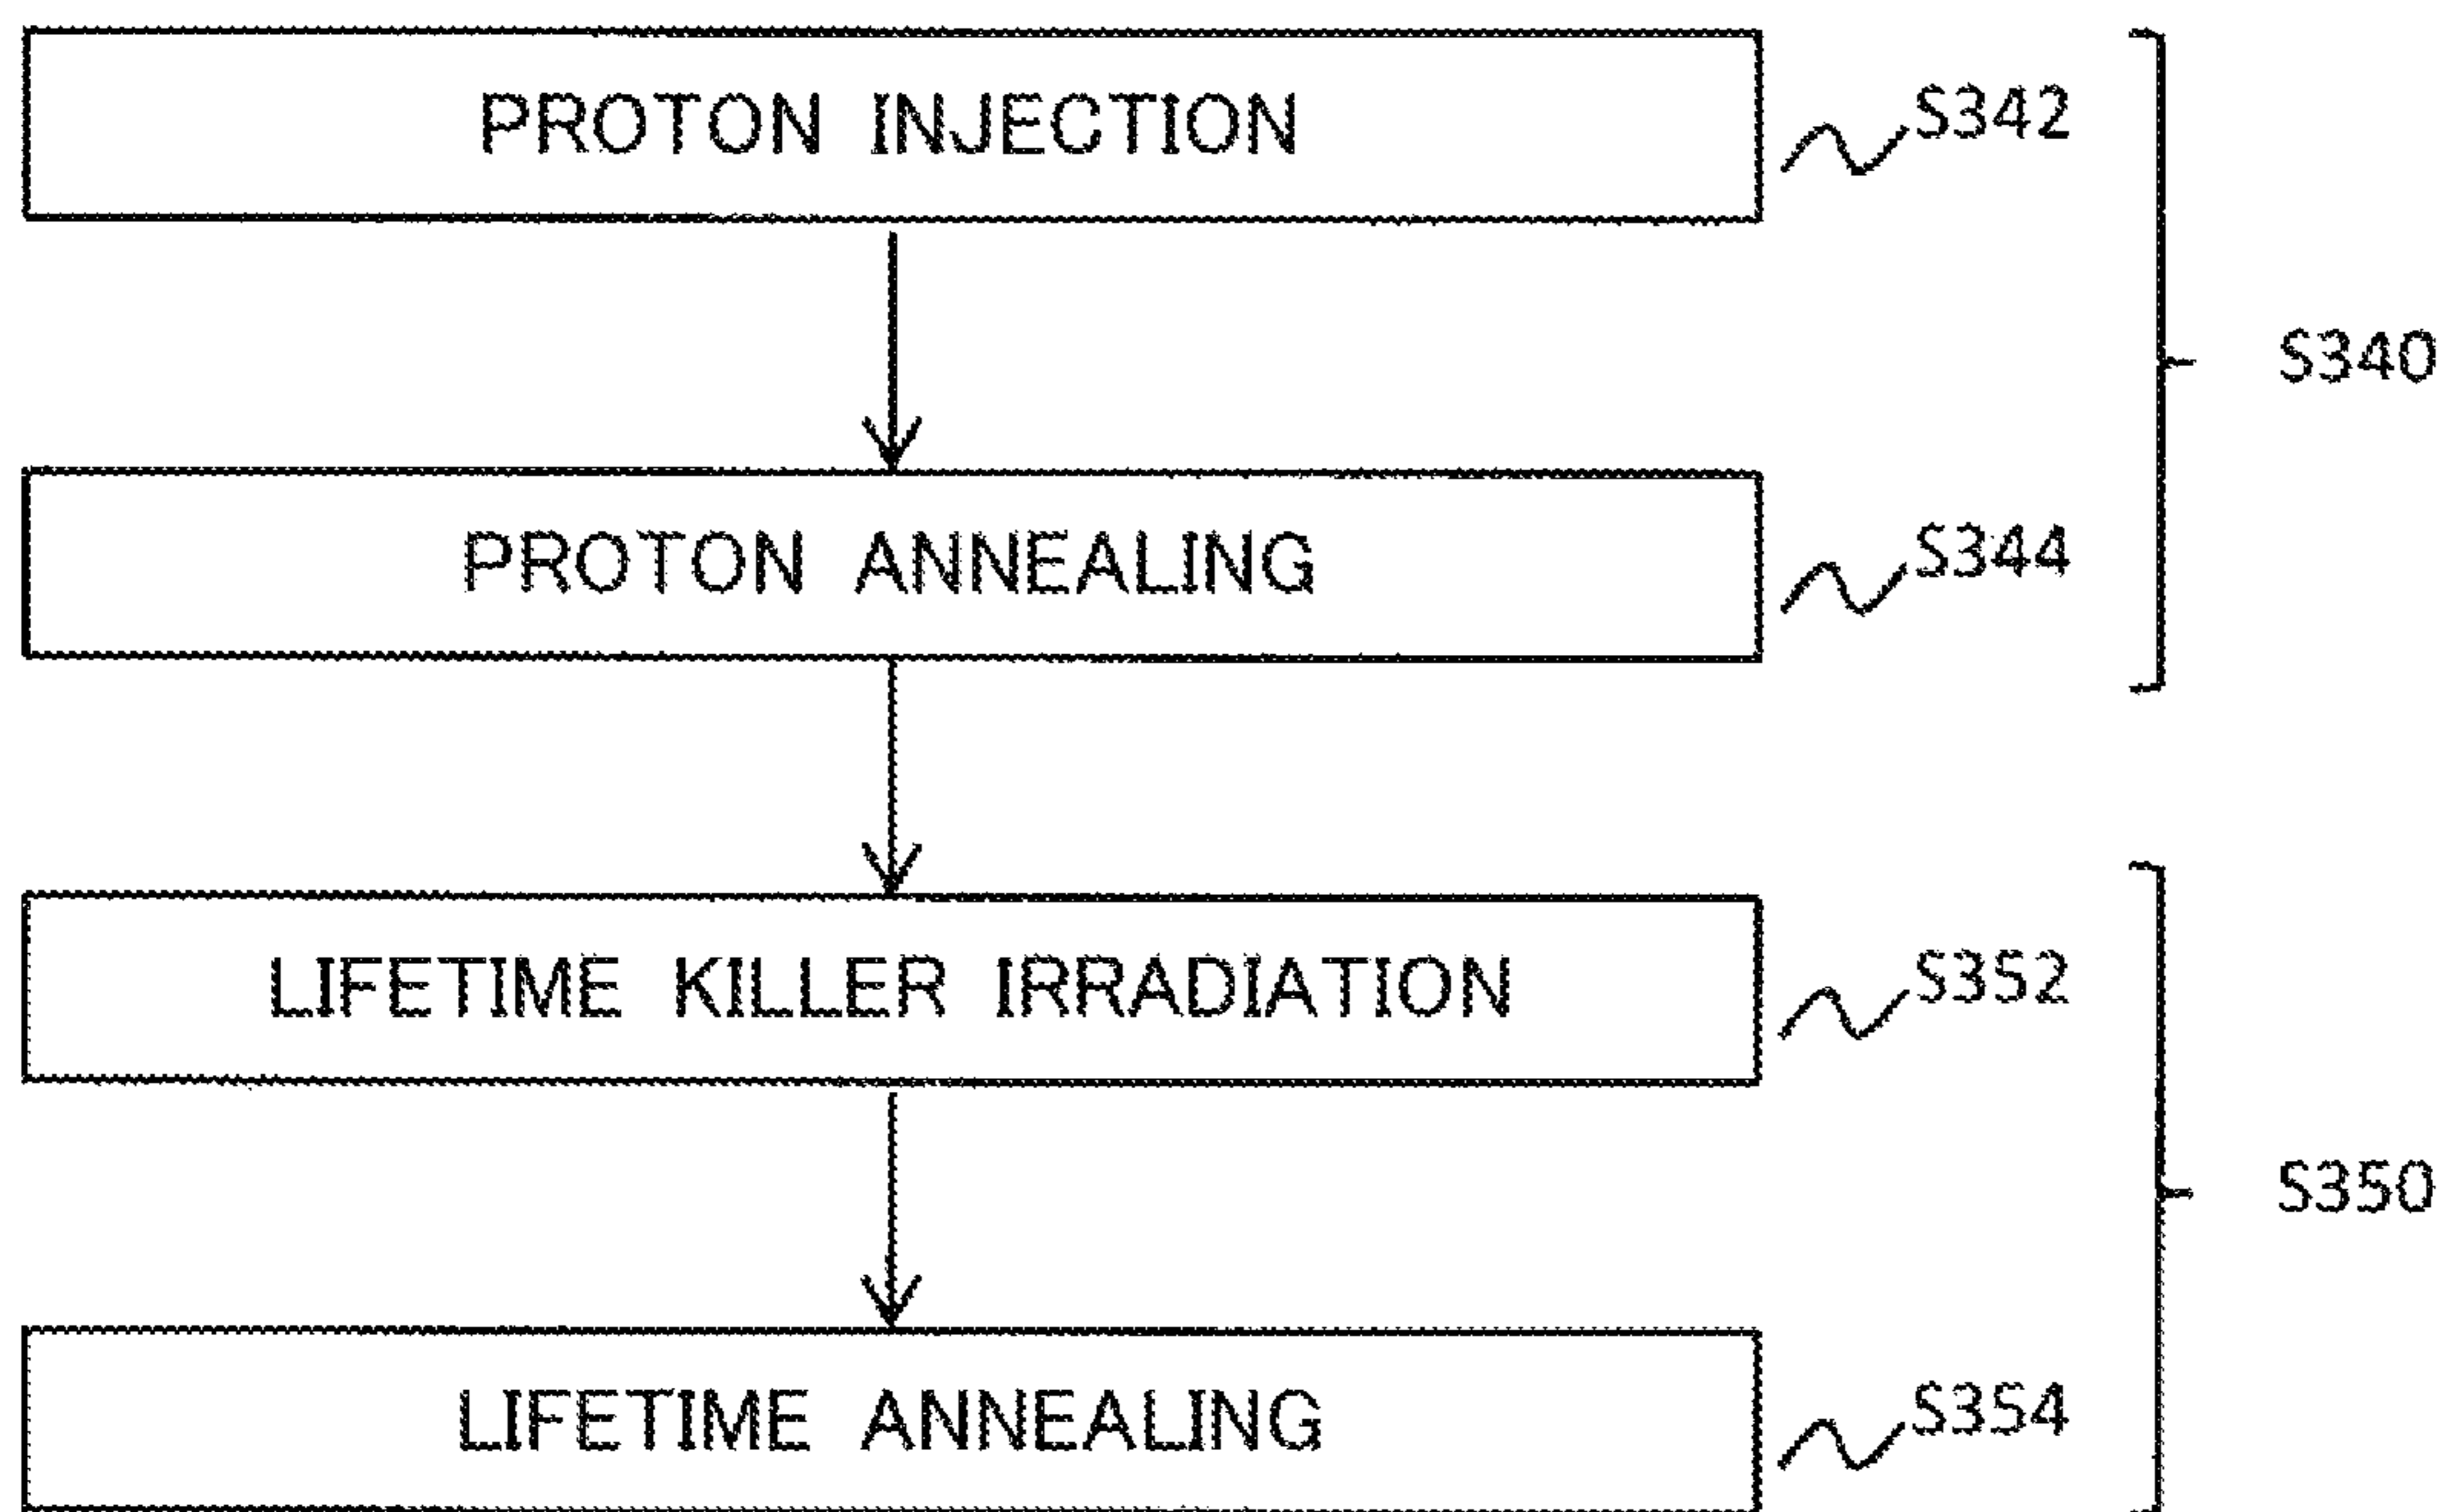 PROTON INJECTION
S342
S340
PROTON ANNEALING
S344
LIFETIME KILLER IRRADIATION
S352
S350
LIFETIME ANNEALING
S354